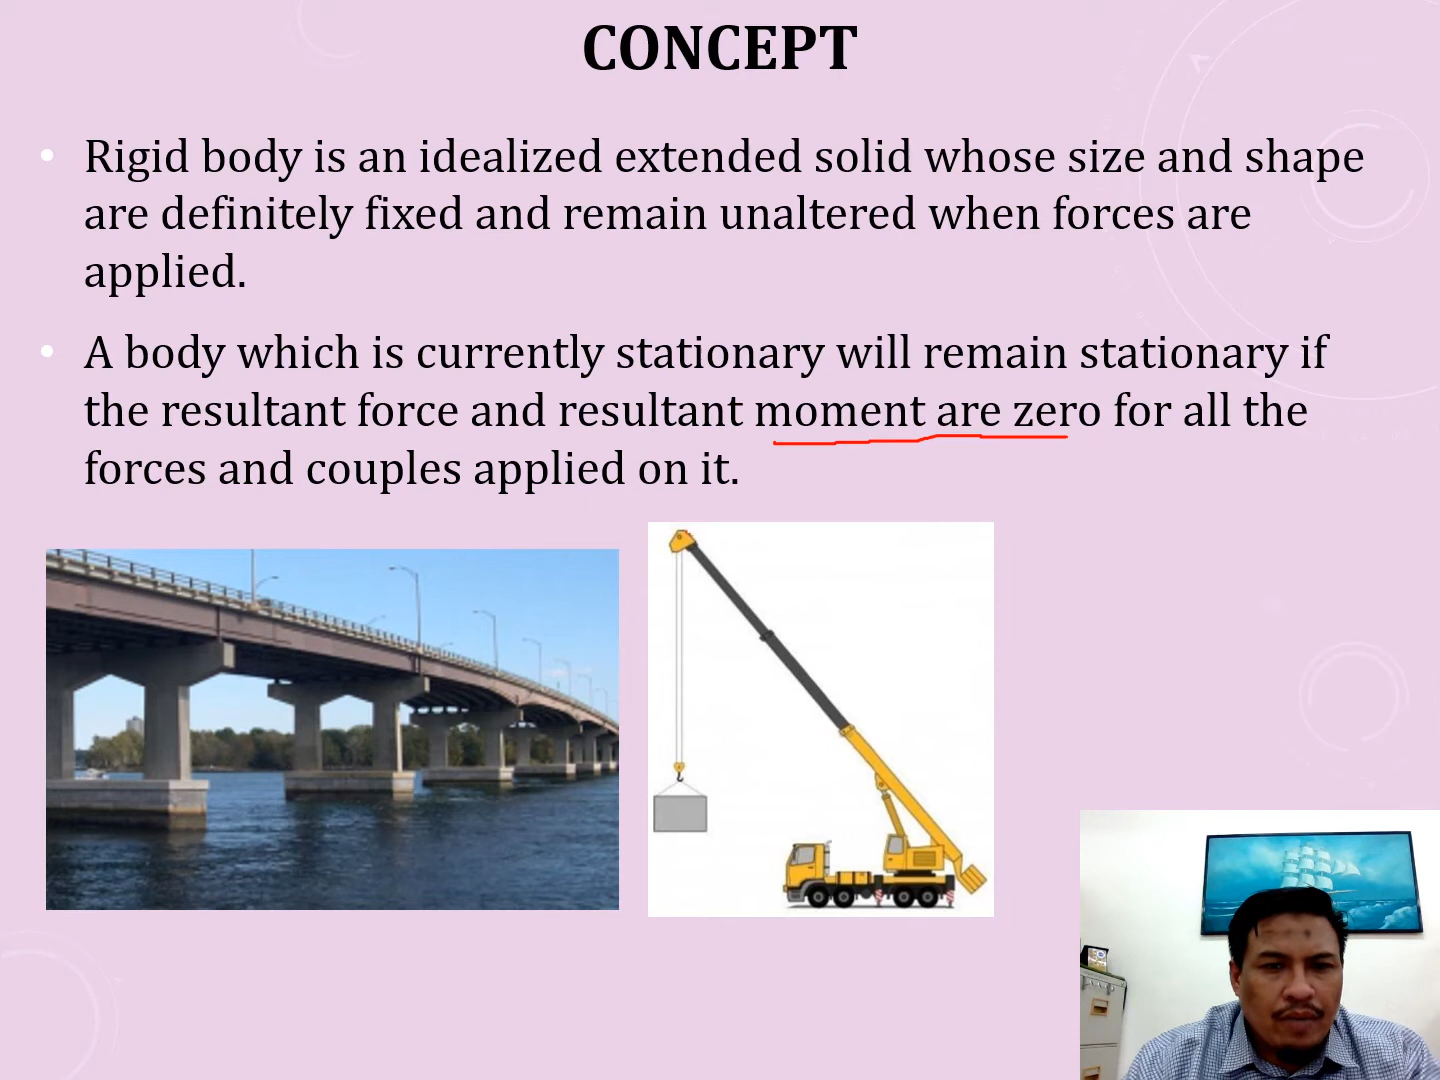 CONCEPT
• Rigid body is an idealized extended solid whose size and shape
are definitely fixed and remain unaltered when forces are
applied.
• A body which is currently stationary will remain stationary if
the resultant force and resultant moment are zero for all the
forces and couples applied on it.